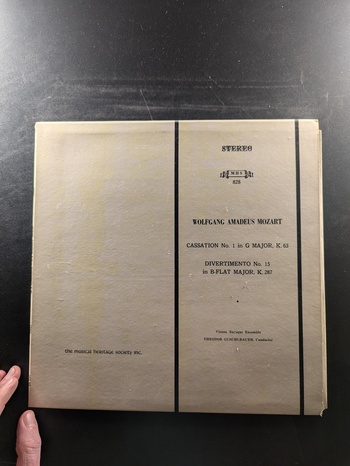 STEREO
M H S
828
WOLFGANG AMADEUS MOZART
CASSATION No. 1 in G MAJOR, K. 63
DIVERTIMENTO No. 15
in B-FLAT MAJOR, K. 287
Vienna Baroque Ensemble
THEODOR GUSCHLBAUER, Conductor
the musical heritage society inc.